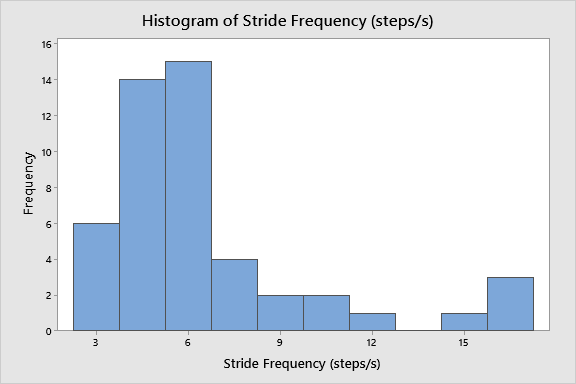 Histogram of Stride Frequency (steps/s)
16
14
12
10
8
6
4
2
0
Frequency
3 6 9 12 15
Stride Frequency (steps/s)